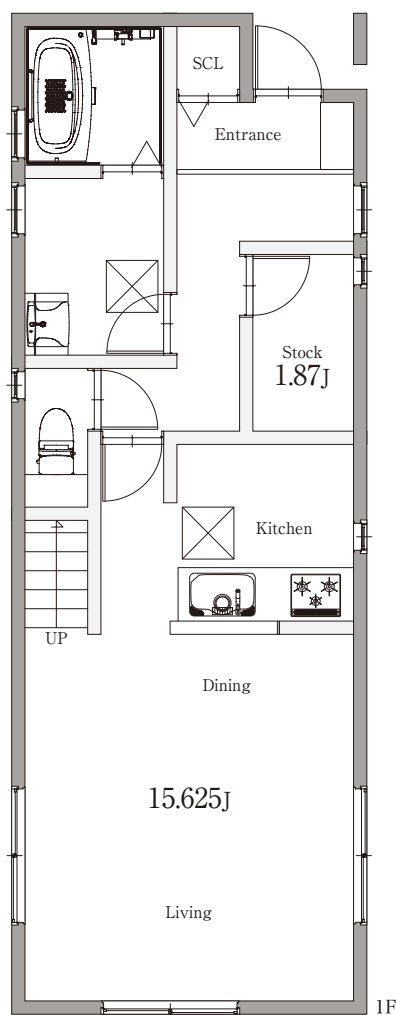 SCL
Entrance
Stock
1.87J
Kitchen
UP
Dining
15.625J
Living
1F